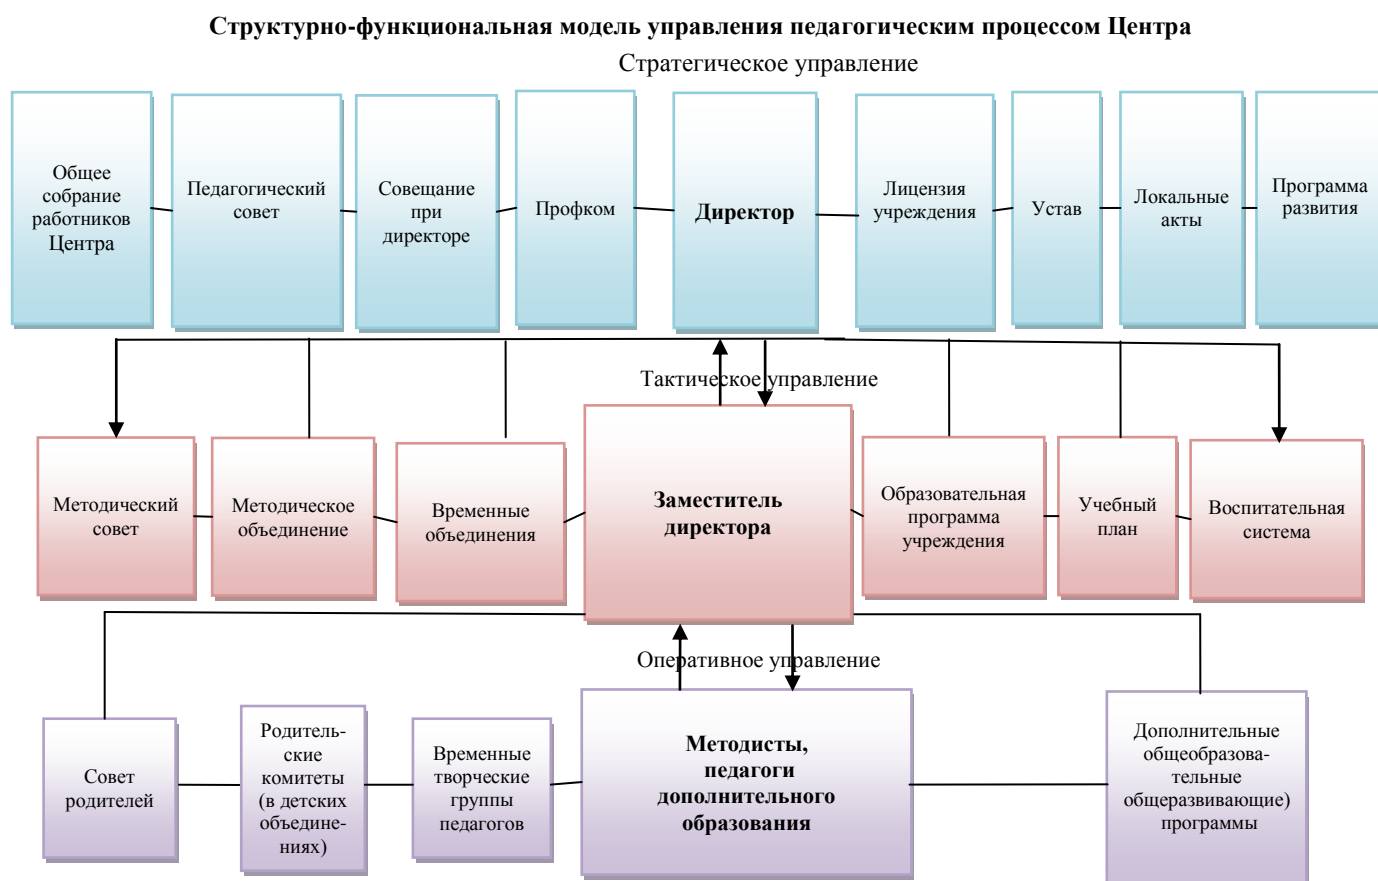 Структурно-функциональная модель управления педагогическим процессом Центра
Стратегическое управление
Общее
собрание
работников
Центра
Педагогический
совет
Совещание
при
директоре
Профком
Директор
Лицензия
учреждения
Устав
Локальные
акты
Программа
развития
Тактическое управление
Методический
совет
Методическое
объединение
Временные
объединения
Заместитель
директора
Образовательная
программа
учреждения
Учебный
план
Воспитательная
система
Оперативное управление
Совет
родителей
Родитель-
ские
комитеты
(в детских
объедине-
ниях)
Временные
творческие
группы
педагогов
Методисты,
педагоги
дополнительного
образования
Дополнительные
общеобразова-
тельные
общеразвивающие)
программы